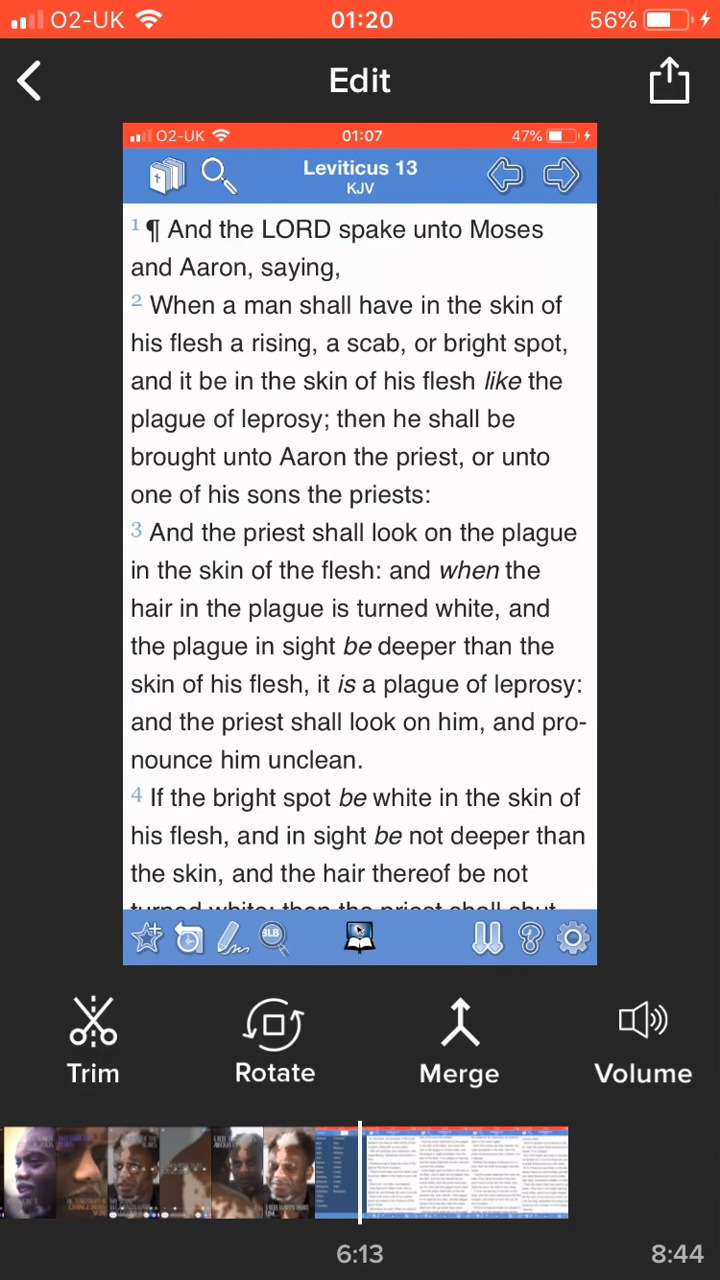 O2-UK 01:20 56%
Edit
O2-UK 01:07 47%
Leviticus 13
KJV
1 ¶ And the LORD spake unto Moses
and Aaron, saying,
2 When a man shall have in the skin of
his flesh a rising, a scab, or bright spot,
and it be in the skin of his flesh like the
plague of leprosy; then he shall be
brought unto Aaron the priest, or unto
one of his sons the priests:
3 And the priest shall look on the plague
in the skin of the flesh: and when the
hair in the plague is turned white, and
the plague in sight be deeper than the
skin of his flesh, it is a plague of leprosy:
and the priest shall look on him, and pro-
nounce him unclean.
4 If the bright spot be white in the skin of
his flesh, and in sight be not deeper than
the skin, and the hair thereof be not
turned white; then the priest shall shut
BLB
Trim Rotate Merge Volume
6:13 8:44